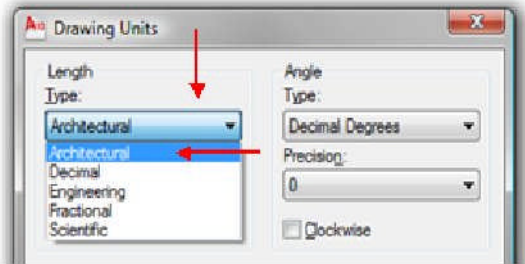 Drawing Units
Length
Type:
Architectural
Architectural
Decimal
Engineering
Fractional
Scientific
Angle
Type:
Decimal Degrees
Precision:
0
Clockwise